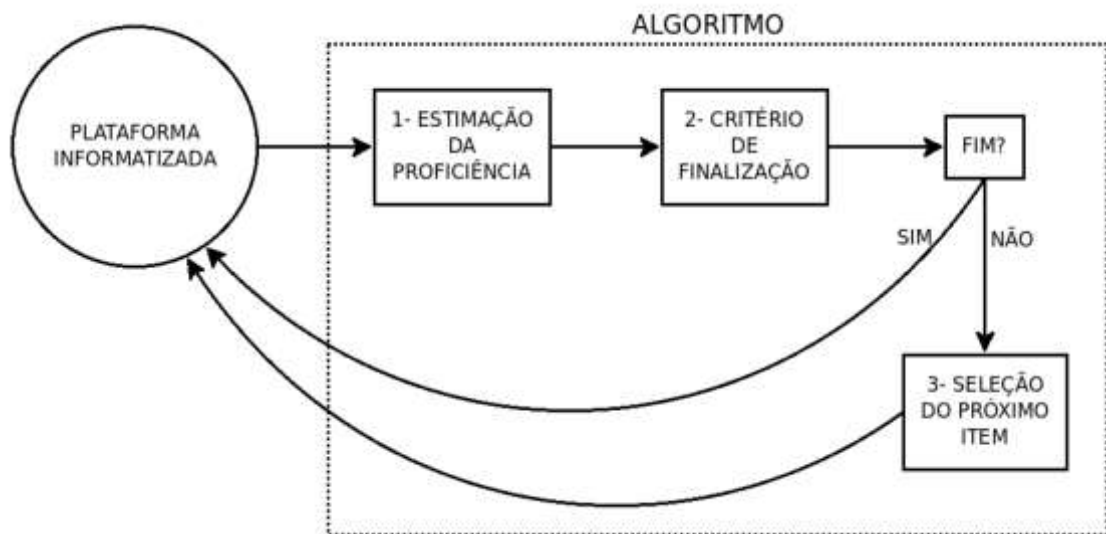 ALGORITMO
PLATAFORMA
INFORMATIZADA
1- ESTIMAÇÃO
DA
PROFICIÊNCIA
2- CRITÉRIO
DE
FINALIZAÇÃO
FIM?
SIM
NÃO
3- SELEÇÃO
DO PRÓXIMO
ITEM